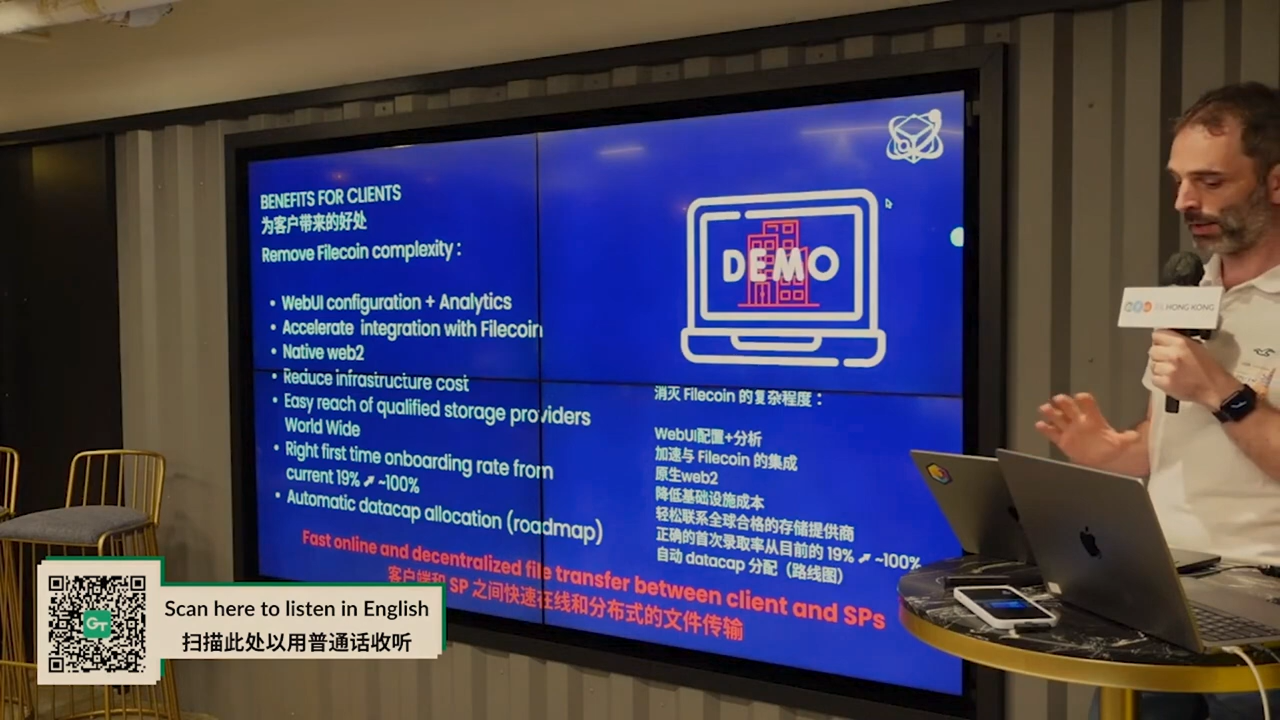 BENEFITS FOR CLIENTS
为客户带来的好处
Remove Filecoin complexity :
• WebUI configuration + Analytics
• Accelerate integration with Filecoin
• Native web2
• Reduce infrastructure cost
• Easy reach of qualified storage providers
World Wide
• Right first time onboarding rate from
current 19% ⬈ ~100%
• Automatic datacap allocation (roadmap)
DEMO
消灭 Filecoin 的复杂程度：
WebUI配置+分析
加速与 Filecoin 的集成
原生web2
降低基础设施成本
轻松联系全球合格的存储提供商
正确的首次录取率从目前的 19% ⬈ ~100%
自动 datacap 分配（路线图）
Fast online and decentralized file transfer between client and SPs
客户端和 SP 之间快速在线和分布式的文件传输
HONG KONG
GT
Scan here to listen in English
扫描此处以用普通话收听